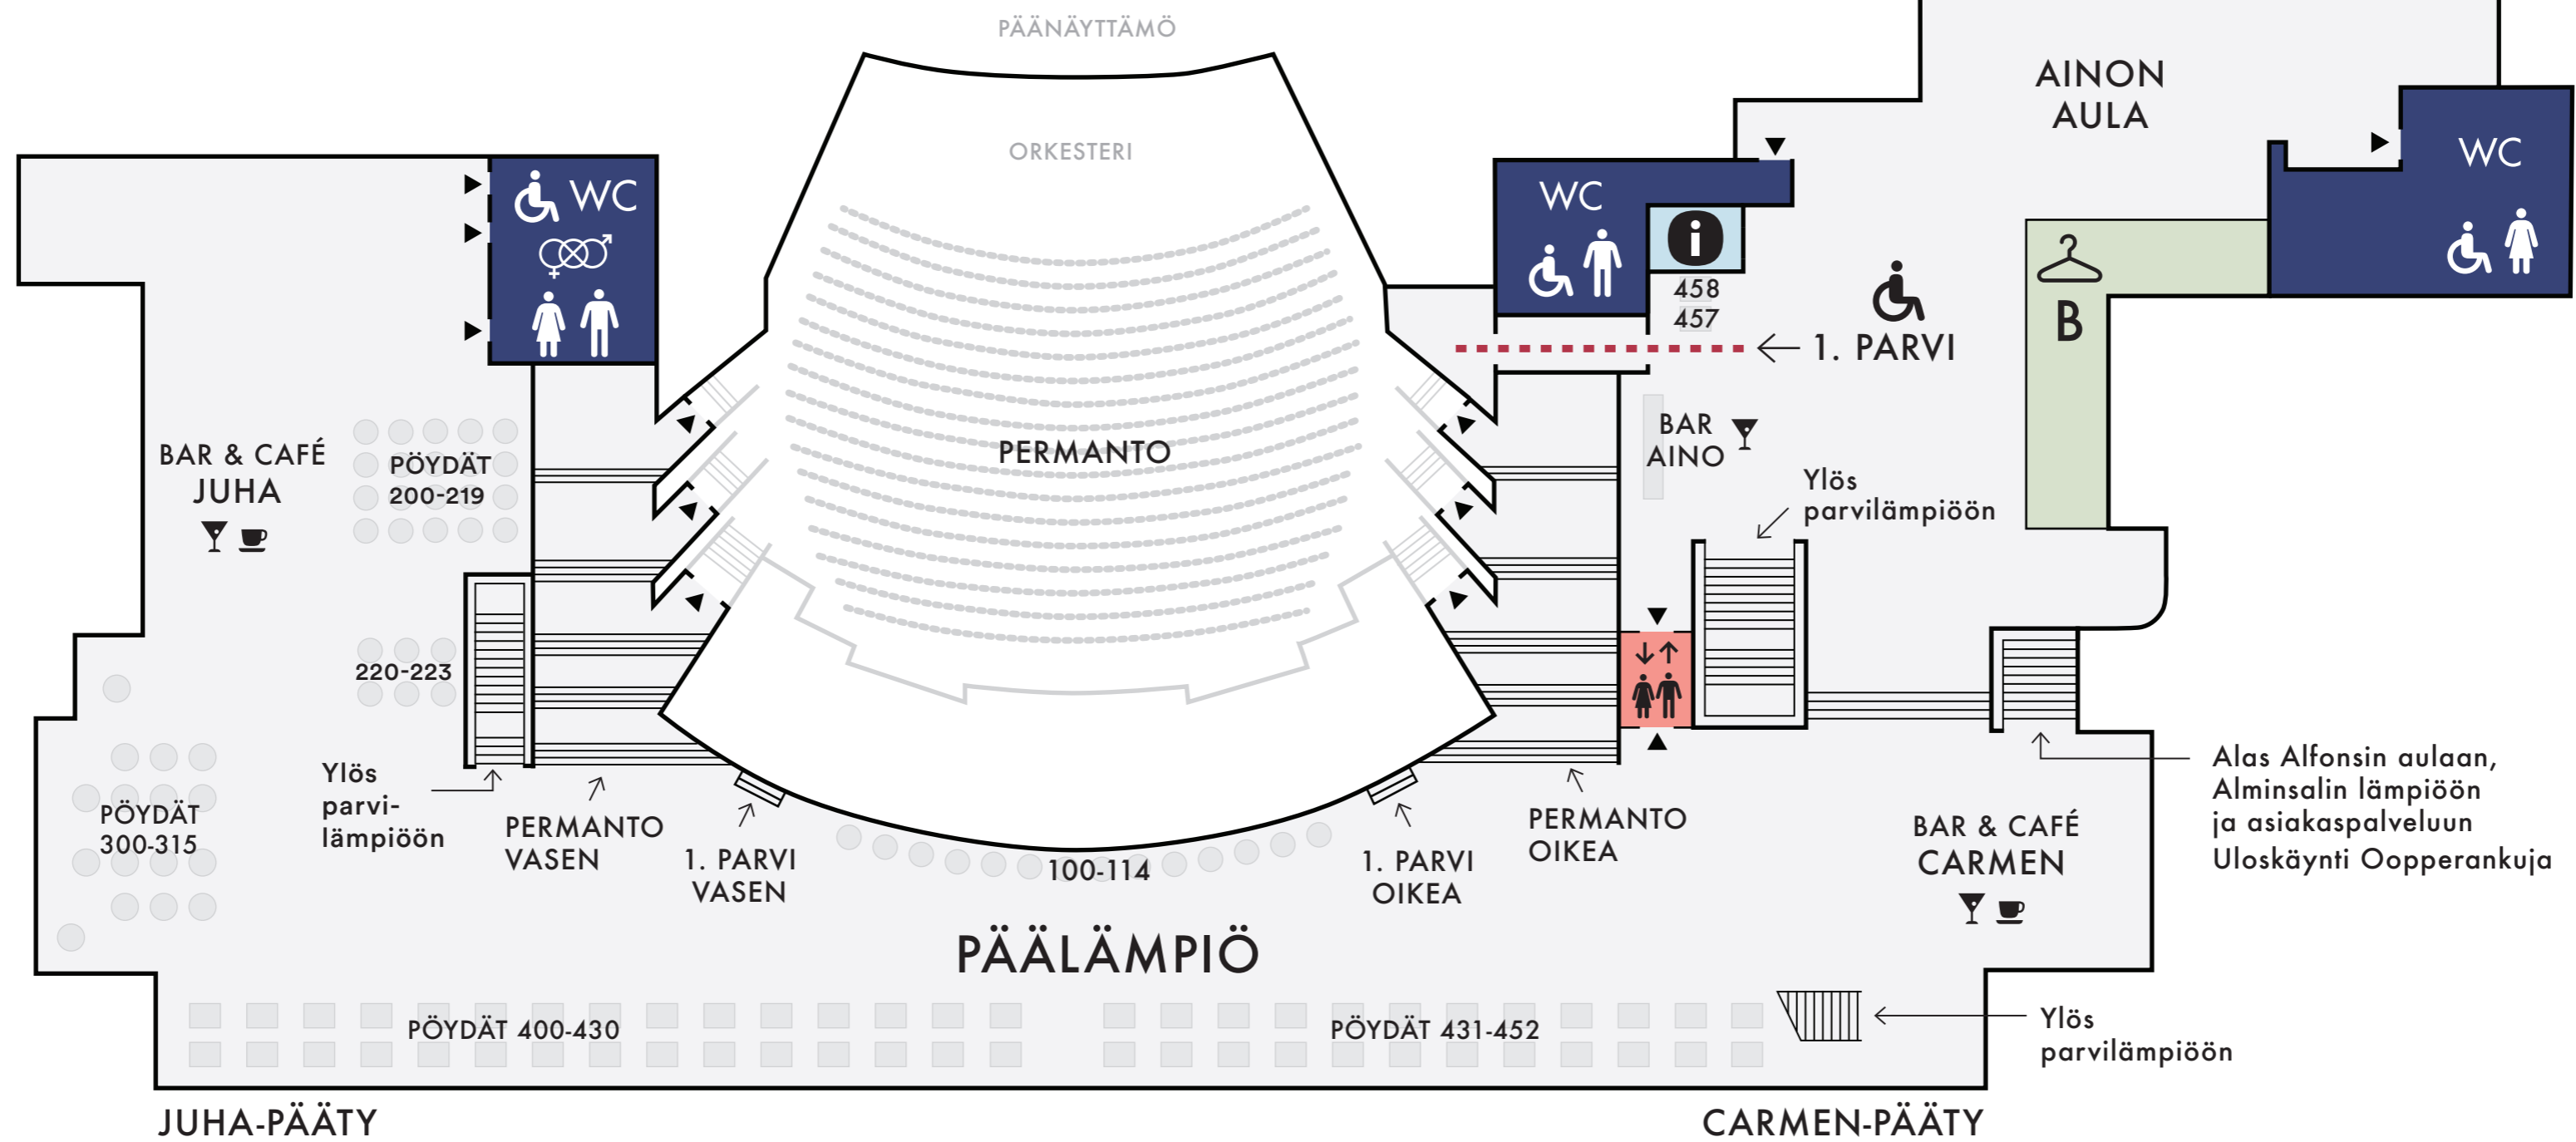 PÄÄNÄYTTÄMÖ
ORKESTERI
PERMANTO
AINON
AULA
WC
WC
WC
i
458
457
1. PARVI
B
BAR
AINO
Ylös
parvilämpiöön
BAR & CAFÉ
JUHA
PÖYDÄT
200-219
220-223
PÖYDÄT
300-315
Ylös
parvi-
lämpiöön
PERMANTO
VASEN
1. PARVI
VASEN
100-114
1. PARVI
OIKEA
PERMANTO
OIKEA
BAR & CAFÉ
CARMEN
Alas Alfonsin aulaan,
Alminsalin lämpiöön
ja asiakaspalveluun
Uloskäynti Oopperankuja
PÄÄLÄMPIÖ
PÖYDÄT 400-430
PÖYDÄT 431-452
Ylös
parvilämpiöön
JUHA-PÄÄTY
CARMEN-PÄÄTY